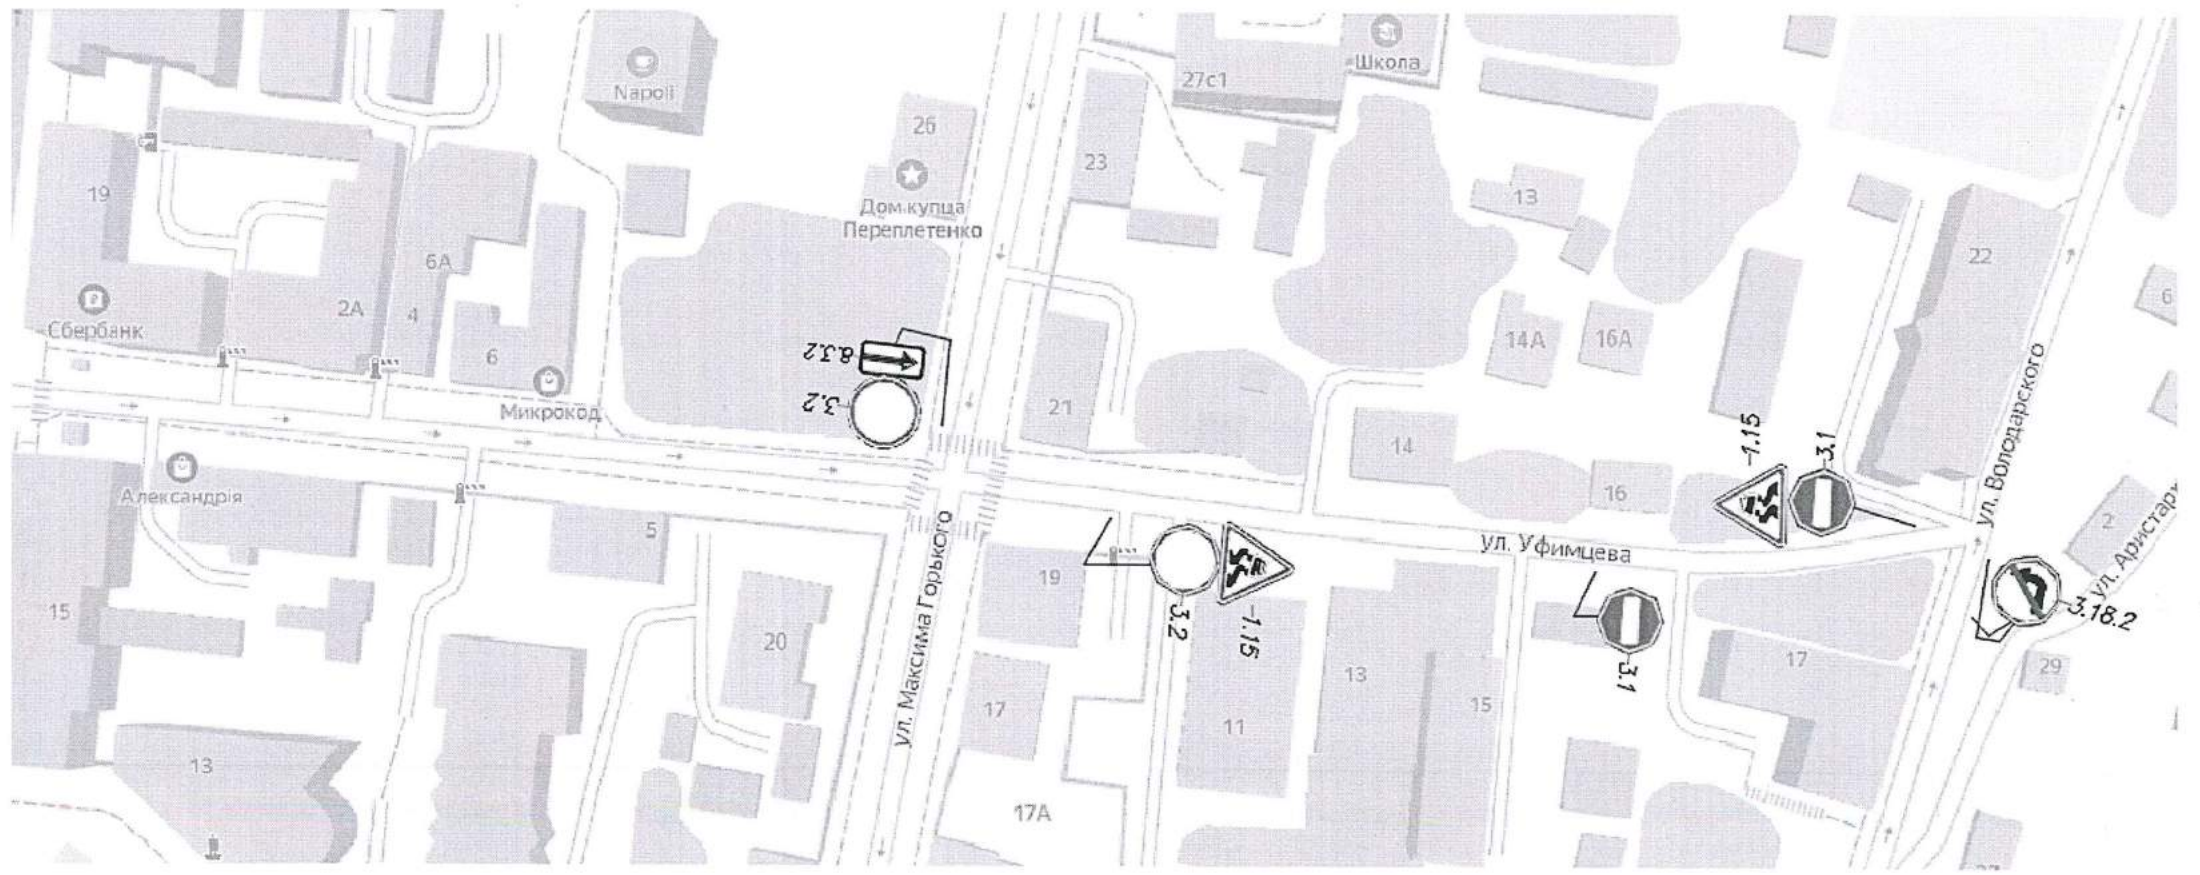 Napoli
Школа
27с1
26
23
19
Дом купца
Переплетенко
13
22
6А
2А
4
6
Сбербанк
8.3.2
14А
16А
6
Микрокод
3.2
21
14
1.15
3.1
16
ул. Володарского
Александрія
5
ул. Уфимцева
2
ул. Аристарх
15
19
3.2
1.15
3.18.2
ул. Максима Горького
20
13
3.1
17
29
17
11
15
13
17А